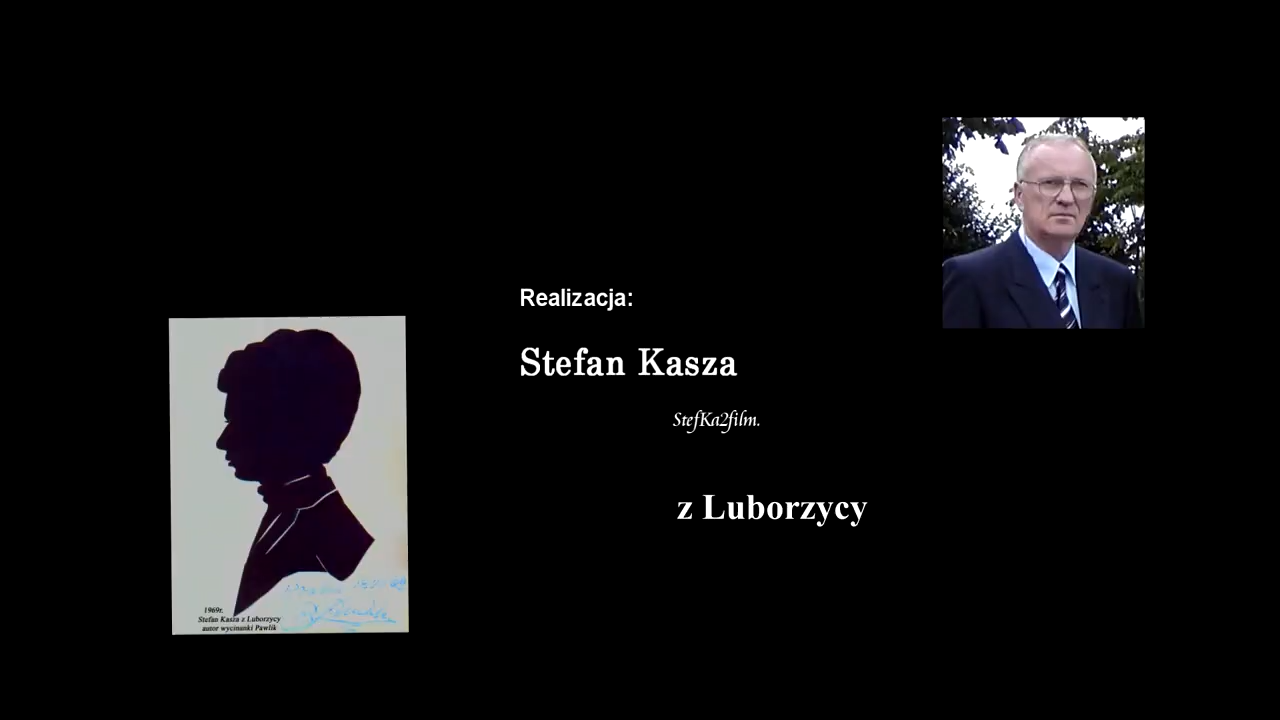 Realizacja:
Stefan Kasza
StefKa2film.
z Luborzycy
1969r.
Stefan Kasza z Luborzycy
autor wycinanki Pawlik